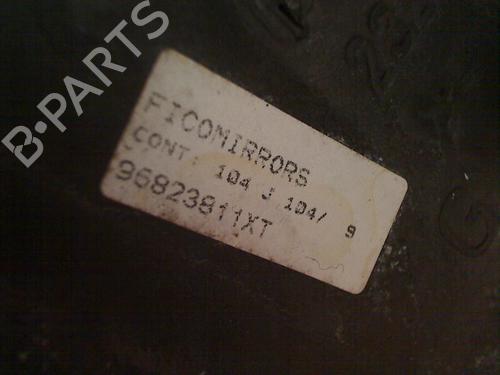 B·PARTS
FICOMIRRORS
CONT 104 J 104/ 9
96823811XT